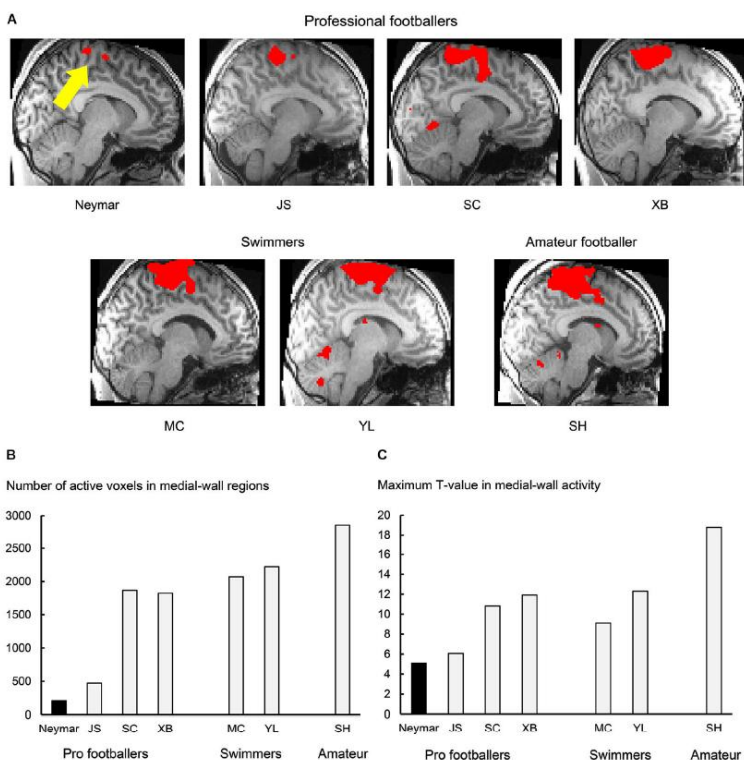 A
Professional footballers
Neymar JS SC XB
Swimmers Amateur footballer
MC YL SH
B
Number of active voxels in medial-wall regions
3000
2500
2000
1500
1000
500
0
Neymar JS SC XB MC YL SH
Pro footballers Swimmers Amateur
C
Maximum T-value in medial-wall activity
20
18
16
14
12
10
8
6
4
2
0
Neymar JS SC XB MC YL SH
Pro footballers Swimmers Amateur